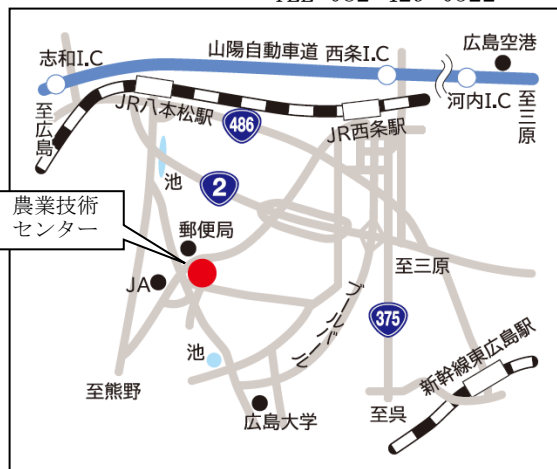 志和I.C
山陽自動車道 西条I.C
広島空港
至広島
JR八本松駅
486
JR西条駅
河内I.C
至三原
池
2
農業技術
センター
郵便局
JA
至三原
ブールバール
375
新幹線東広島駅
池
至熊野
広島大学
至呉